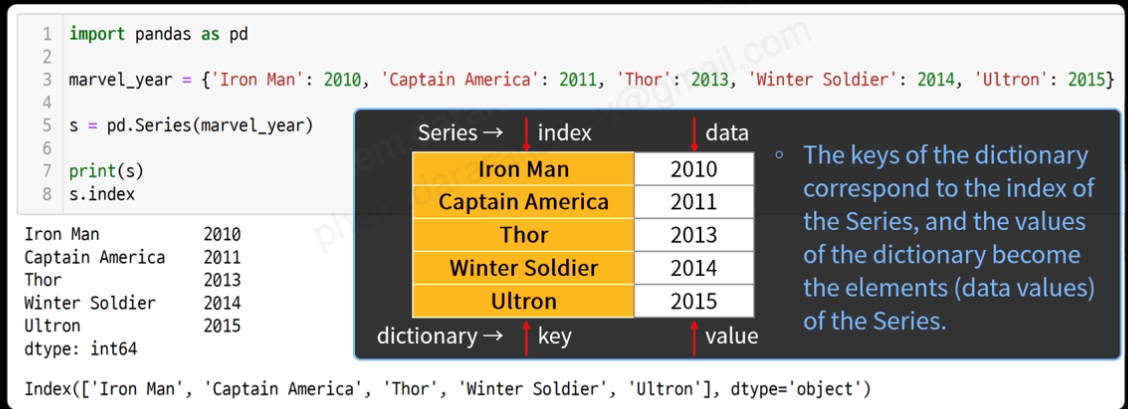 1 import pandas as pd
2
3 marvel_year = {'Iron Man': 2010, 'Captain America': 2011, 'Thor': 2013, 'Winter Soldier': 2014, 'Ultron': 2015}
4
5 s = pd.Series(marvel_year)
6
7 print(s)
8 s.index
Iron Man 2010
Captain America 2011
Thor 2013
Winter Soldier 2014
Ultron 2015
dtype: int64
Index(['Iron Man', 'Captain America', 'Thor', 'Winter Soldier', 'Ultron'], dtype='object')
Series → index data
Iron Man 2010
Captain America 2011
Thor 2013
Winter Soldier 2014
Ultron 2015
dictionary → key value
◦ The keys of the dictionary
correspond to the index of
the Series, and the values
of the dictionary become
the elements (data values)
of the Series.